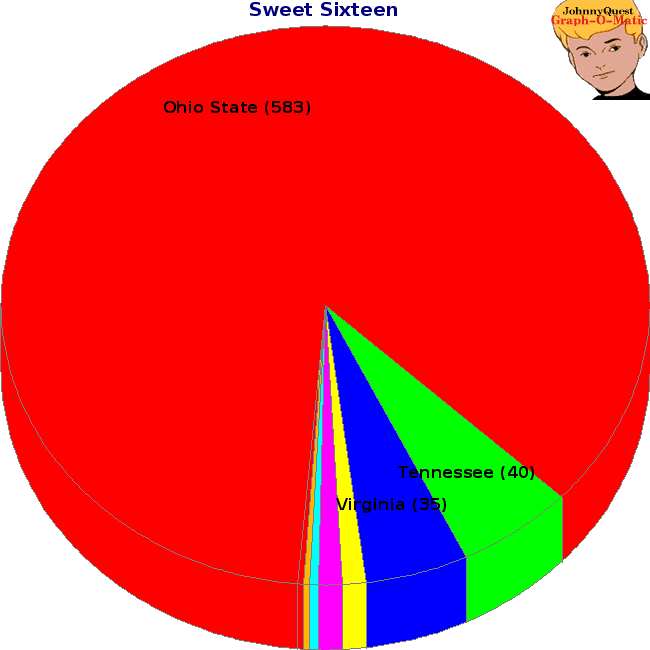 Sweet Sixteen
JohnnyQuest
Graph-O-Matic
Ohio State (583)
Tennessee (40)
Virginia (35)